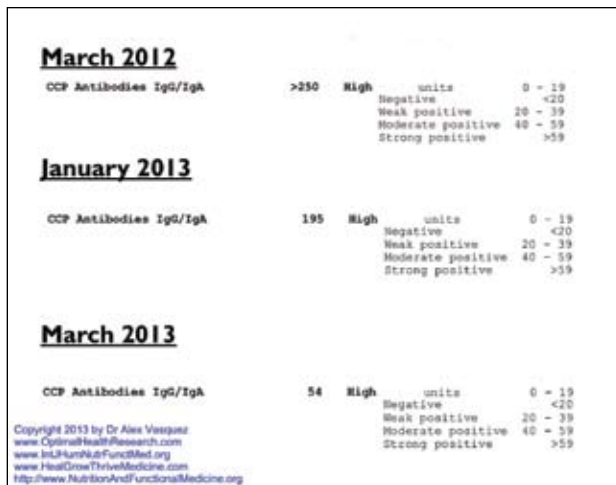 March 2012
CCP Antibodies IgG/IgA >250 High units 0 - 19
Negative <20
Weak positive 20 - 39
Moderate positive 40 - 59
Strong positive >59
January 2013
CCP Antibodies IgG/IgA 195 High units 0 - 19
Negative <20
Weak positive 20 - 39
Moderate positive 40 - 59
Strong positive >59
March 2013
CCP Antibodies IgG/IgA 54 High units 0 - 19
Negative <20
Weak positive 20 - 39
Moderate positive 40 - 59
Strong positive >59
Copyright 2013 by Dr Alex Vasquez
www.OptimalHealthResearch.com
www.IntJHumNutrFunctMed.org
www.HealGrowThriveMedicine.com
http://www.NutritionAndFunctionalMedicine.org